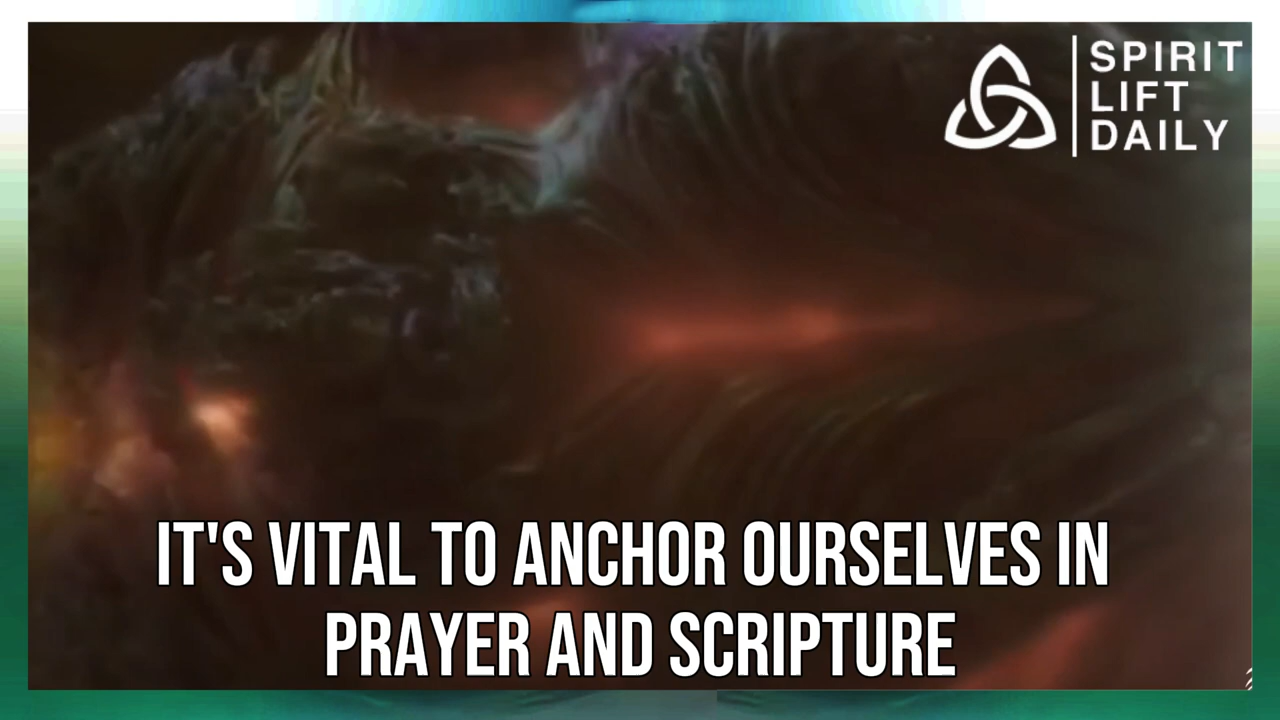 SPIRIT
LIFT
DAILY
IT'S VITAL TO ANCHOR OURSELVES IN
PRAYER AND SCRIPTURE